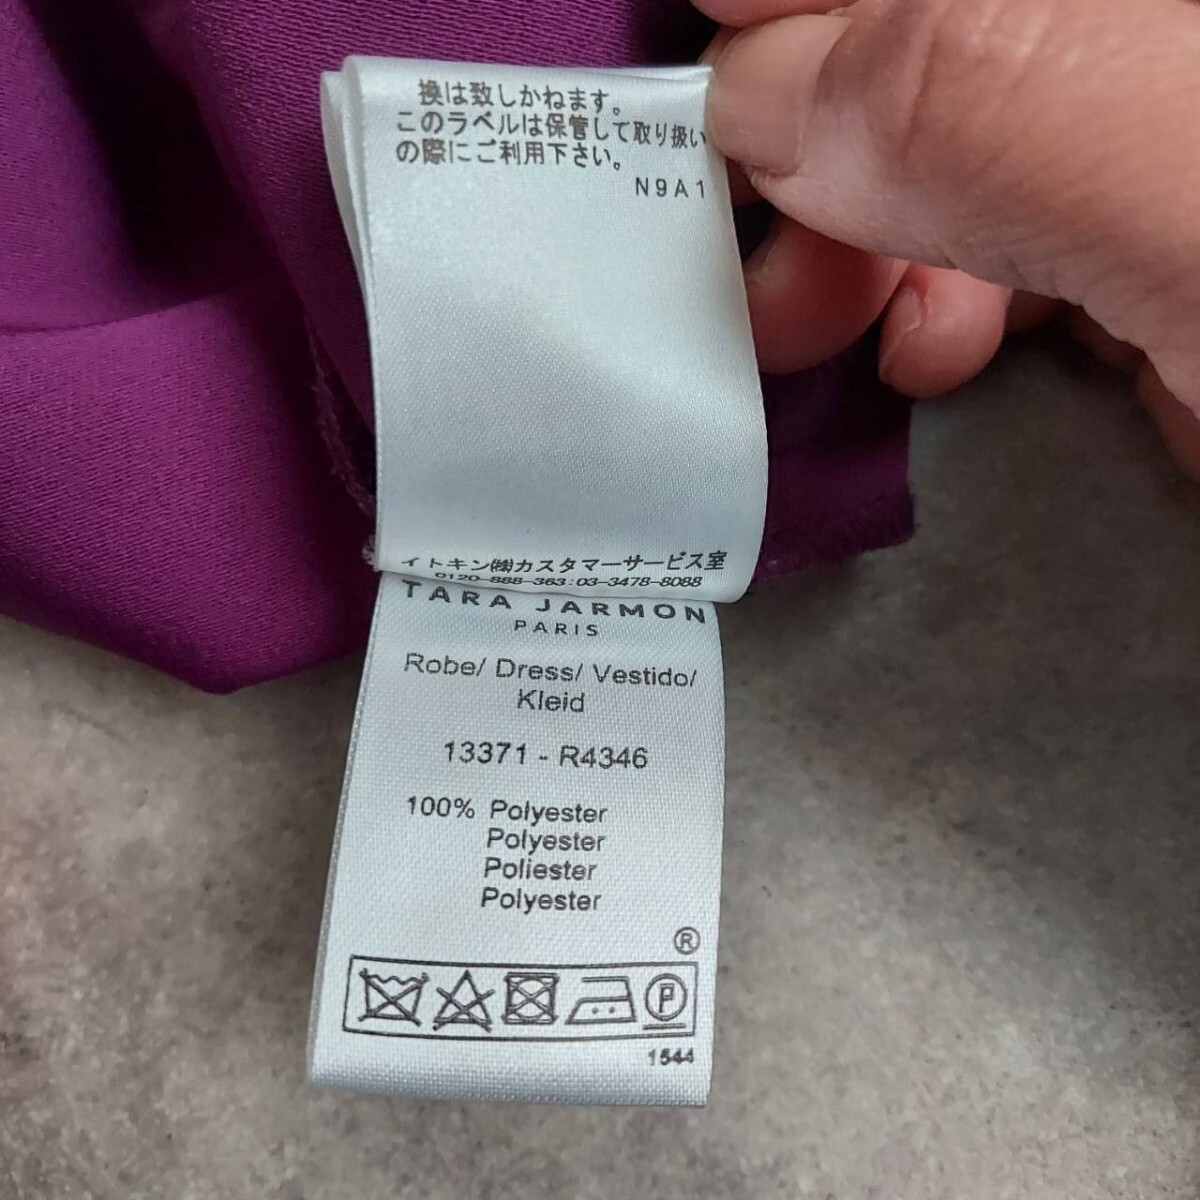 換は致しかねます。
このラベルは保管して取り扱い
の際にご利用下さい。
N9A1
イトキン㈱カスタマーサービス室
0120-888-363:03-3478-8088
TARA JARMON
PARIS
Robe/ Dress/ Vestido/
Kleid
13371 - R4346
100% Polyester
Polyester
Poliester
Polyester
®
P
1544